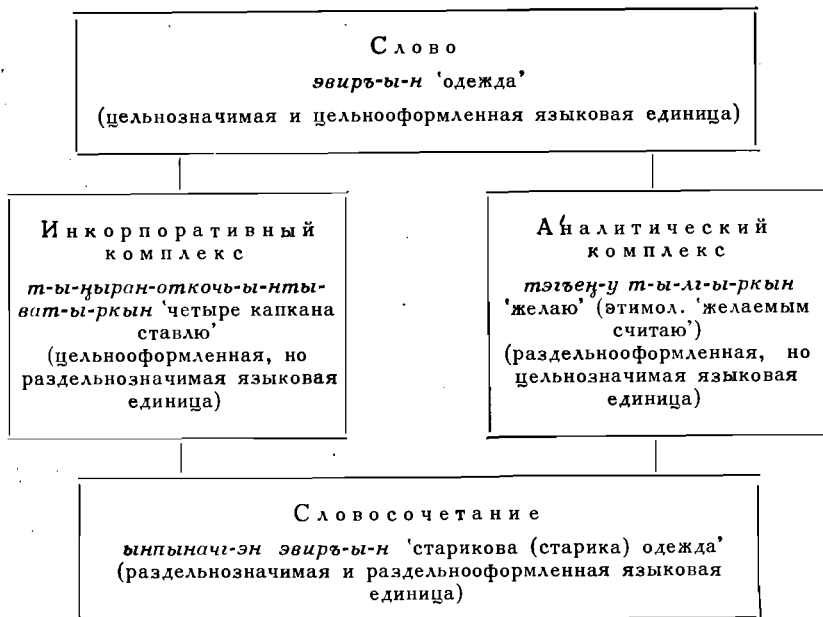 Слово
эвиръ-ы-н 'одежда'
(цельнозначимая и цельнооформленная языковая единица)
Инкорпоративный
комплекс
т-ы-ӈыран-откочь-ы-нты-
ват-ы-ркын 'четыре капкана
ставлю'
(цельнооформленная, но
раздельнозначимая языковая
единица)
Аналитический
комплекс
тэгъеӈ-у т-ы-лг-ы-ркын
'желаю' (этимол. 'желаемым
считаю')
(раздельнооформленная, но
цельнозначимая языковая
единица)
Словосочетание
ынпыначг-эн эвиръ-ы-н 'старикова (старика) одежда'
(раздельнозначимая и раздельнооформленная языковая
единица)